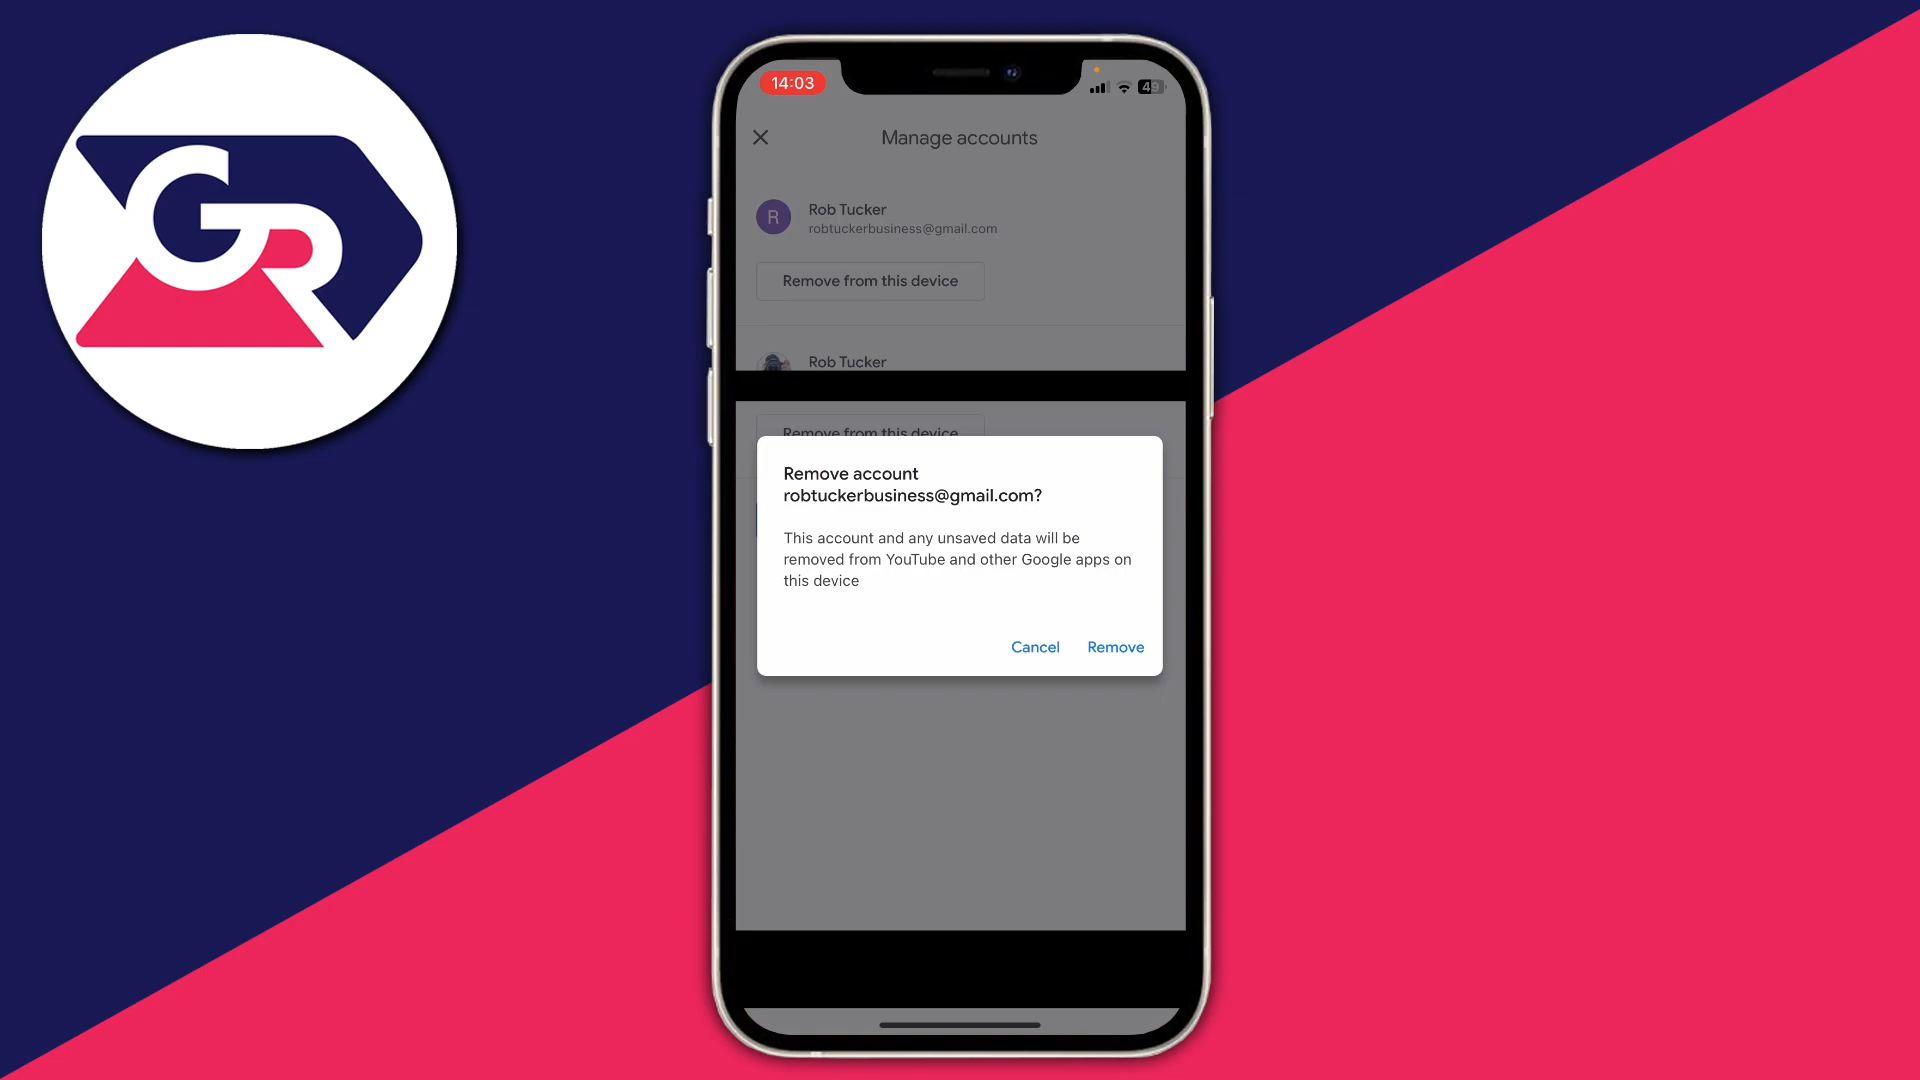 GR
14:03
49
Manage accounts
R
Rob Tucker
robtuckerbusiness@gmail.com
Remove from this device
Rob Tucker
Remove from this device
Remove account
robtuckerbusiness@gmail.com?
This account and any unsaved data will be
removed from YouTube and other Google apps on
this device
Cancel Remove